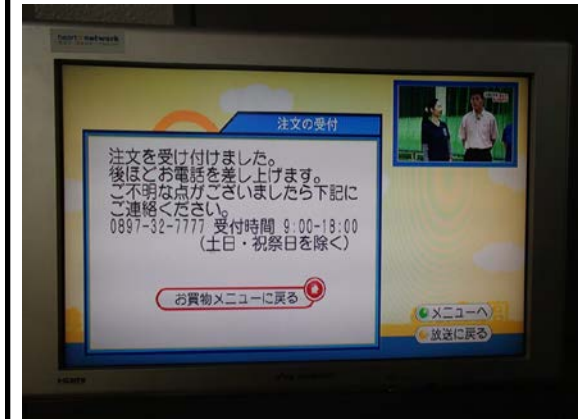 heart network
注文の受付
注文を受け付けました。
後ほどお電話を差し上げます。
ご不明な点がございましたら下記に
ご連絡ください。
0897-32-7777 受付時間 9:00-18:00
(土日・祝祭日を除く)
お買物メニューに戻る
メニューへ
放送に戻る